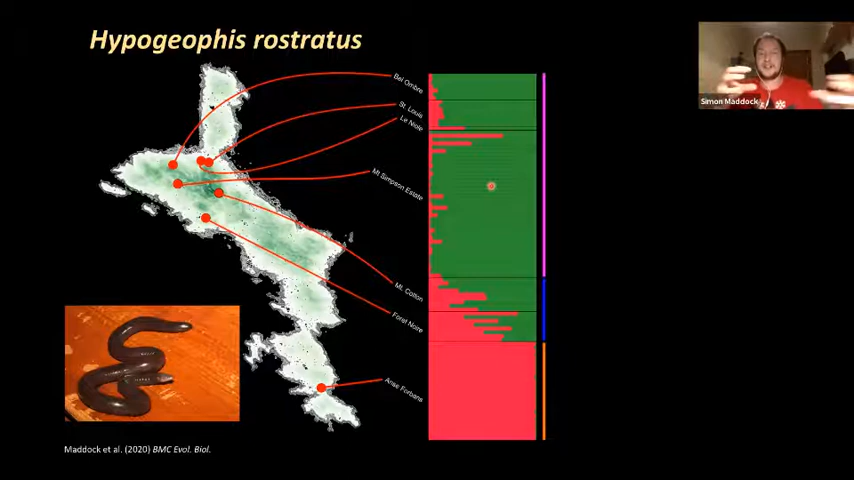 Hypogeophis rostratus
Simon Maddock
Bel Ombre
St. Louis
Le Niole
Mt Simpson Estate
Mt. Cotton
Foret Noire
Anse Forbans
Maddock et al. (2020) BMC Evol. Biol.